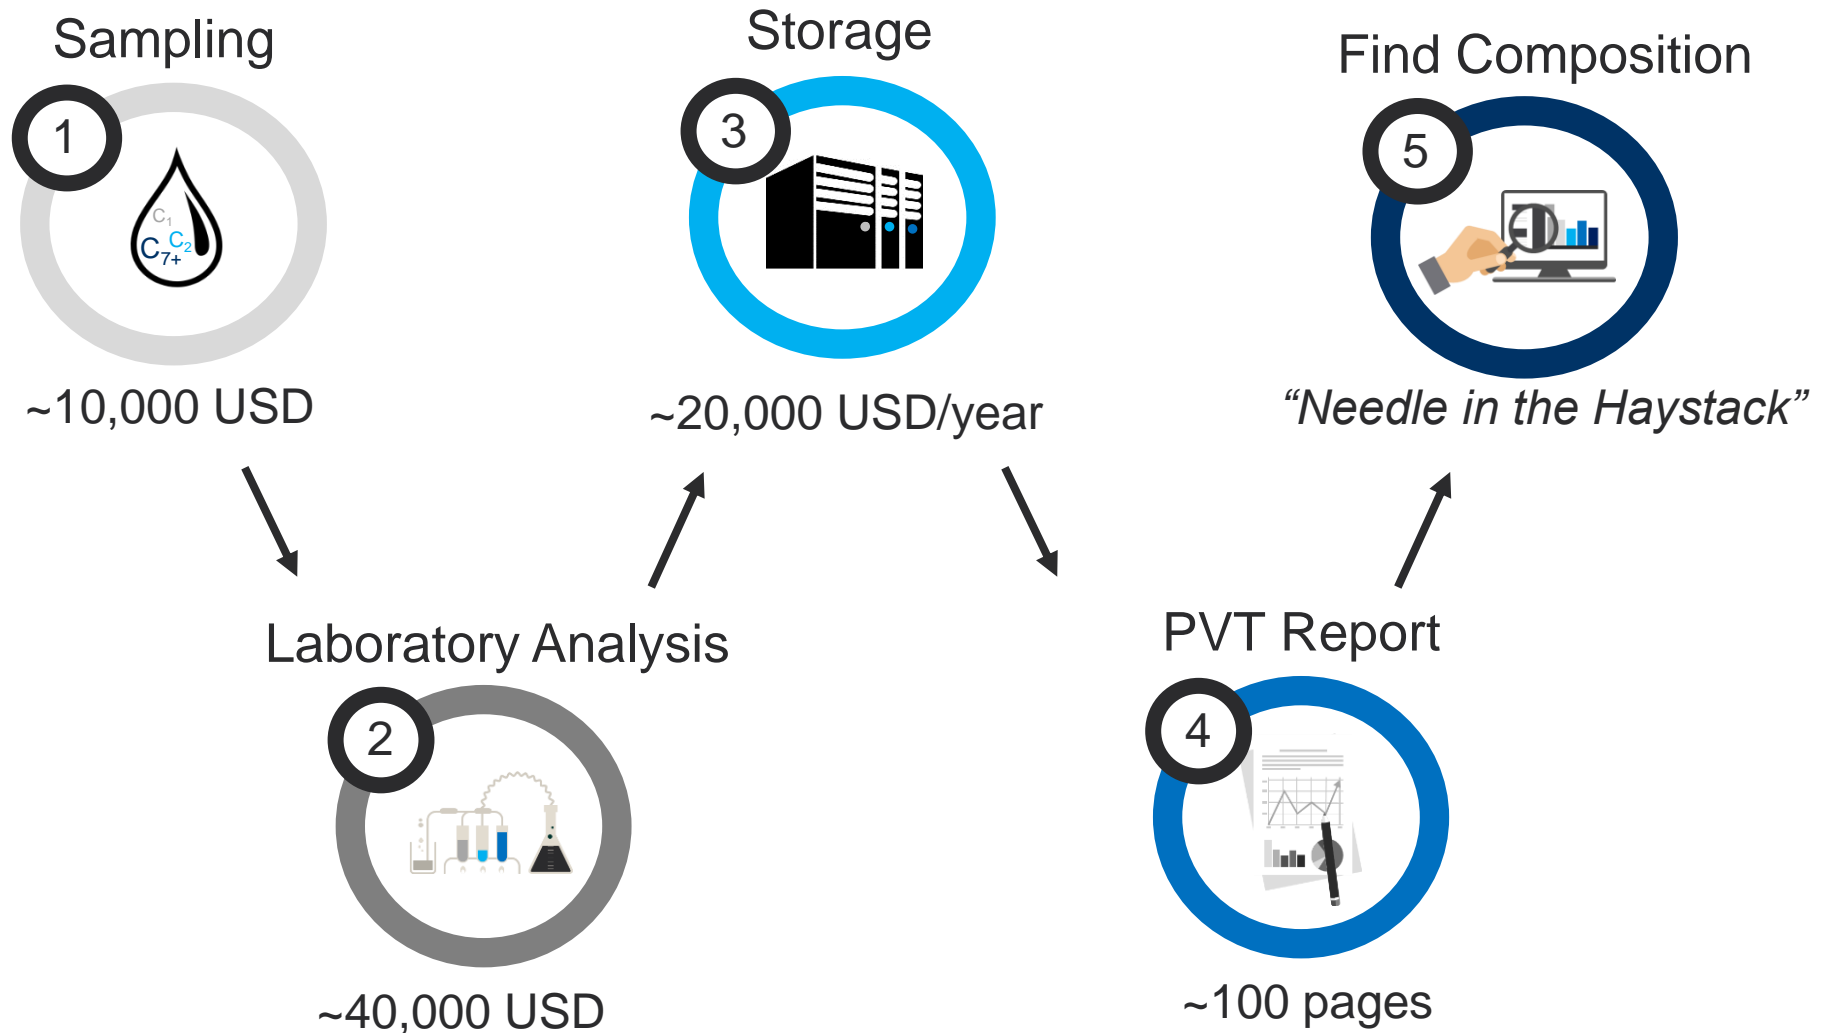 Sampling
1
C1
C2
C7+
~10,000 USD
Laboratory Analysis
2
~40,000 USD
Storage
3
~20,000 USD/year
PVT Report
4
~100 pages
Find Composition
5
“Needle in the Haystack”